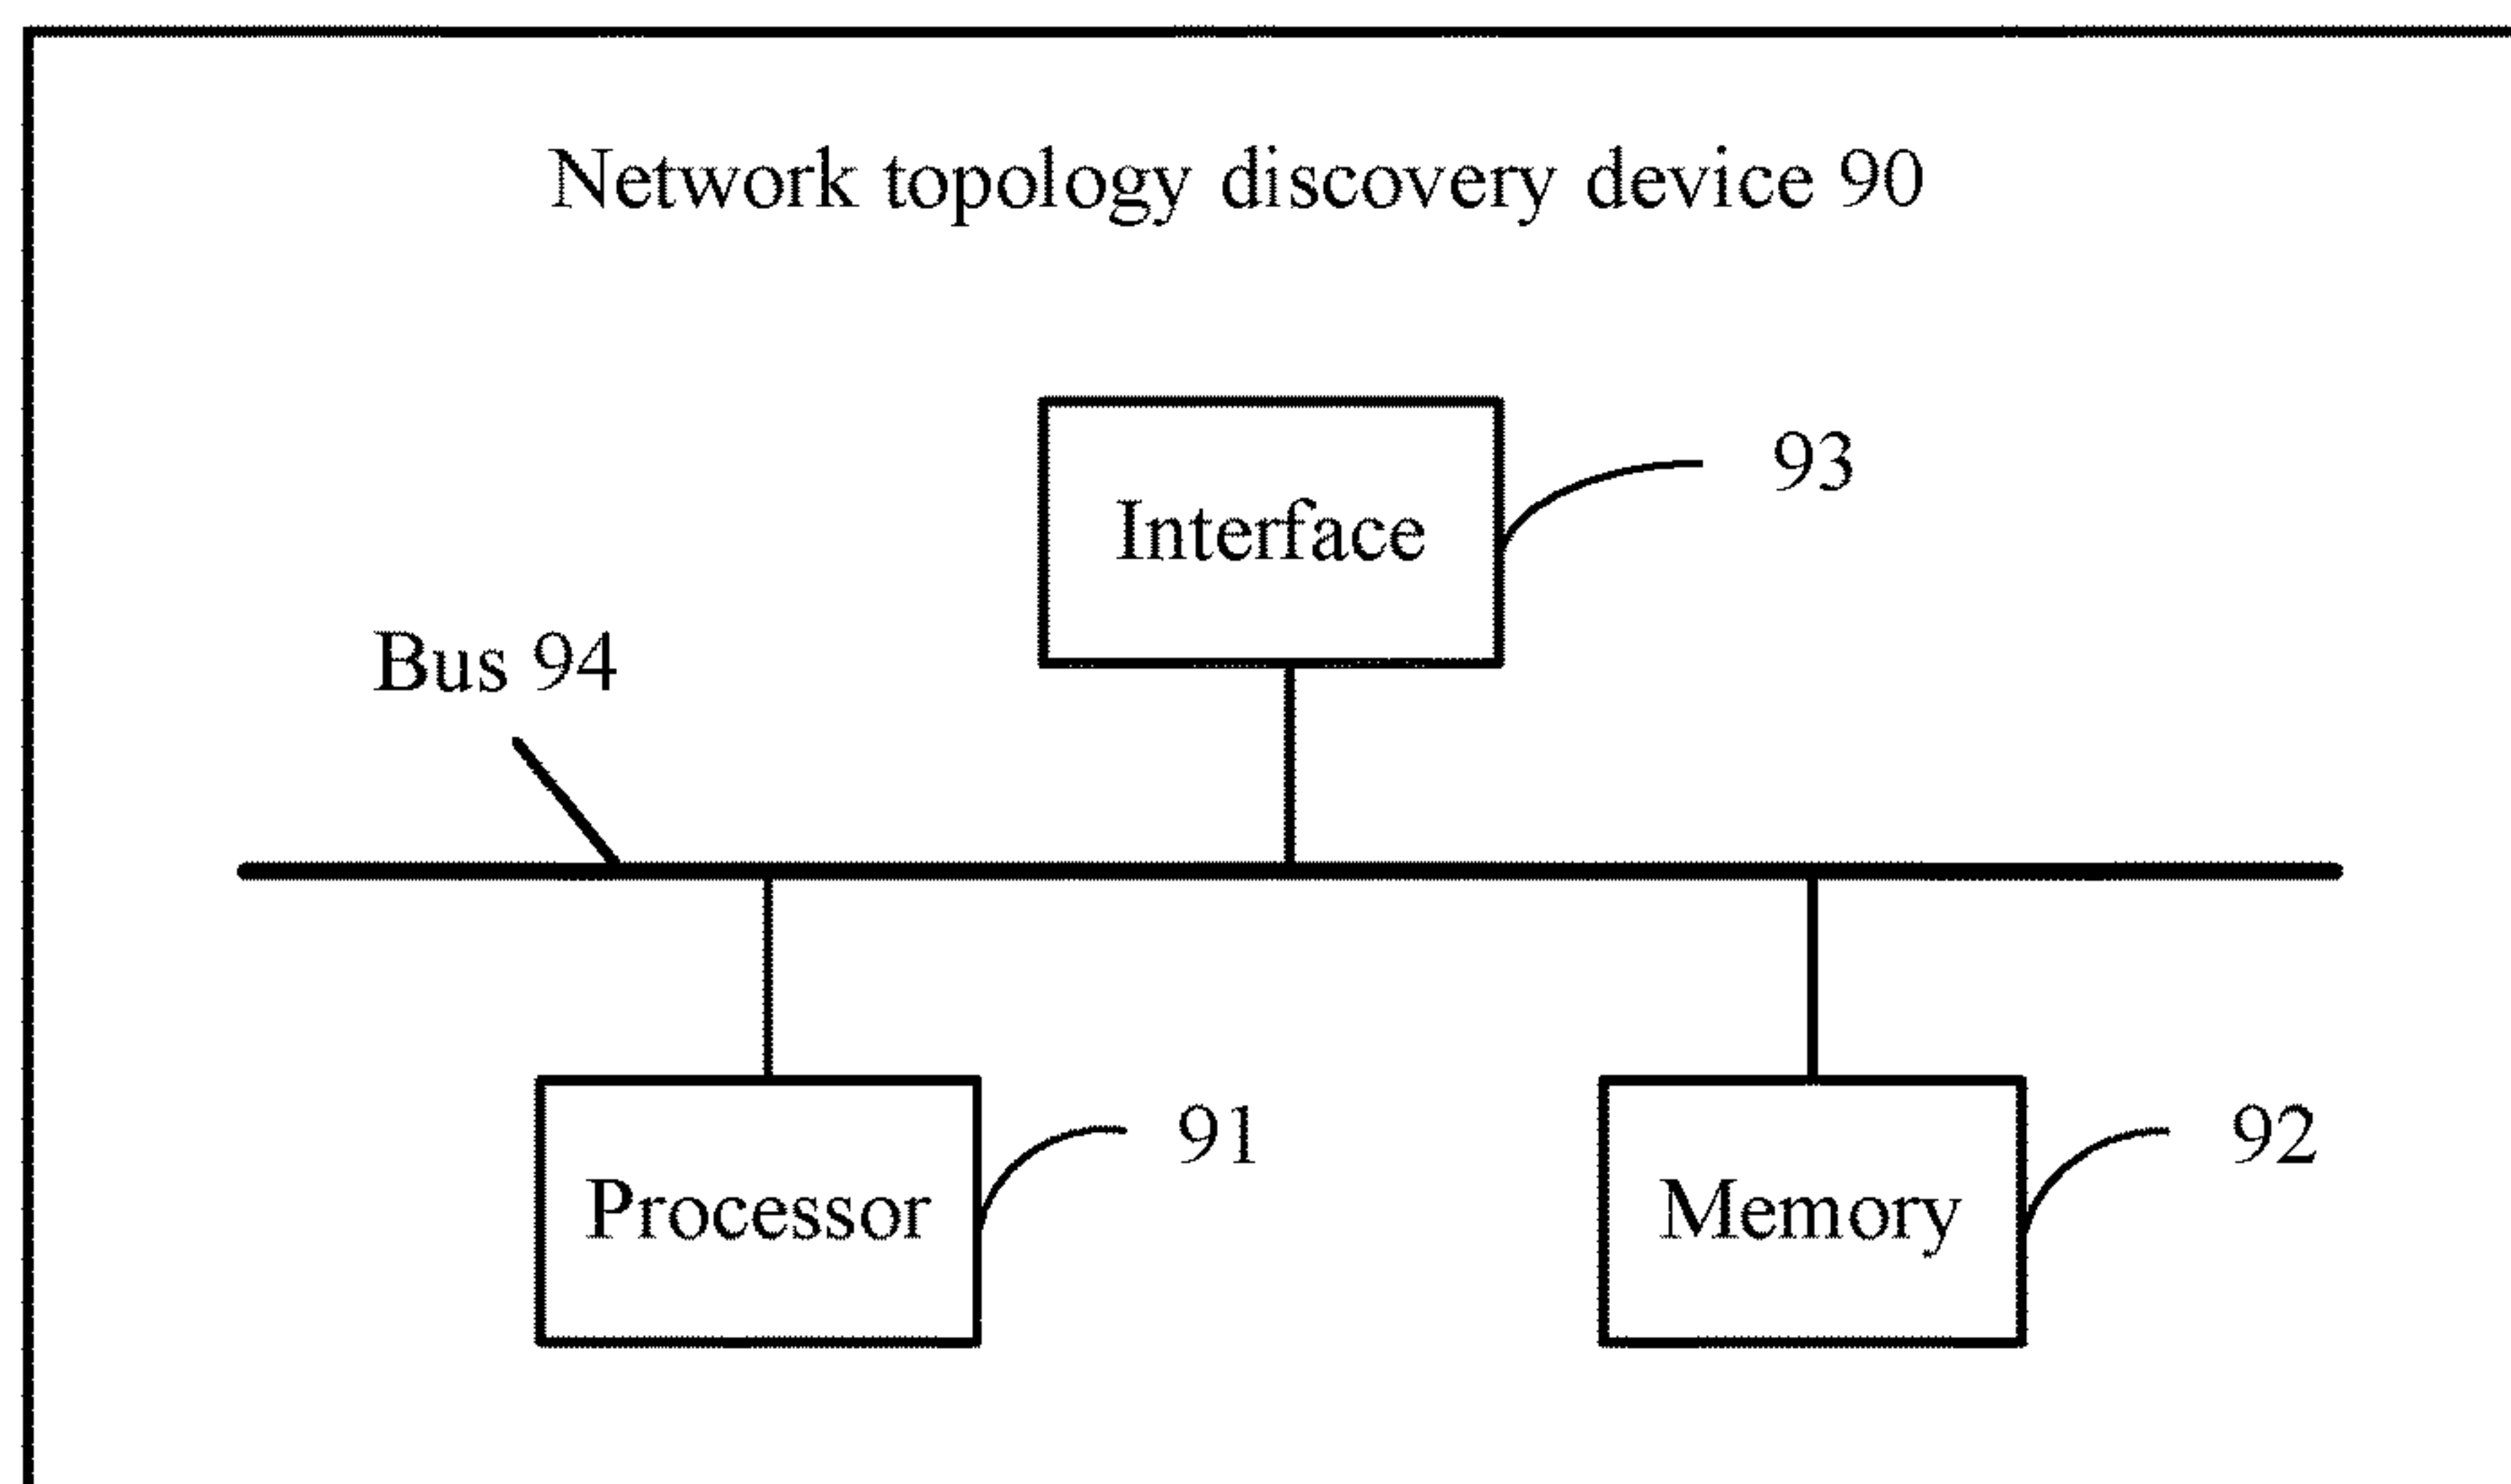 Network topology discovery device 90
93
Interface
Bus 94
91
Processor
92
Memory